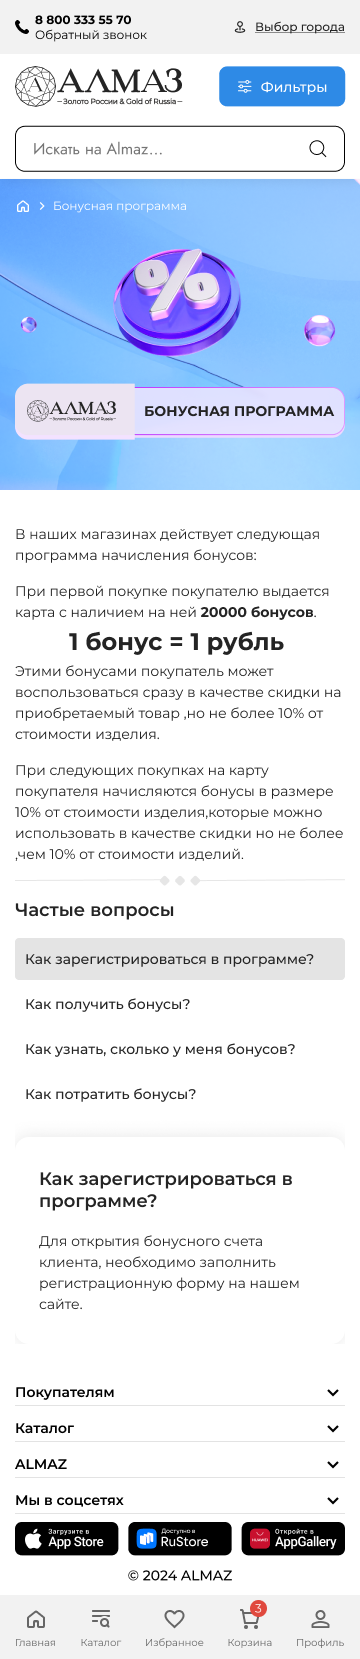 8 800 333 55 70
Обратный звонок
Выбор города
АЛМАЗ
Золото России & Gold of Russia
Фильтры
Искать на Almaz...
Бонусная программа
%
АЛМАЗ
Золото России & Gold of Russia
БОНУСНАЯ ПРОГРАММА
В наших магазинах действует следующая
программа начисления бонусов:
При первой покупке покупателю выдается
карта с наличием на ней 20000 бонусов.
1 бонус = 1 рубль
Этими бонусами покупатель может
воспользоваться сразу в качестве скидки на
приобретаемый товар ,но не более 10% от
стоимости изделия.
При следующих покупках на карту
покупателя начисляются бонусы в размере
10% от стоимости изделия,которые можно
использовать в качестве скидки но не более
,чем 10% от стоимости изделий.
Частые вопросы
Как зарегистрироваться в программе?
Как получить бонусы?
Как узнать, сколько у меня бонусов?
Как потратить бонусы?
Как зарегистрироваться в
программе?
Для открытия бонусного счета
клиента, необходимо заполнить
регистрационную форму на нашем
сайте.
Покупателям
Каталог
ALMAZ
Мы в соцсетях
Загрузите в
App Store
Доступно в
RuStore
HUAWEI
Откройте в
AppGallery
© 2024 ALMAZ
3
Главная
Каталог
Избранное
Корзина
Профиль